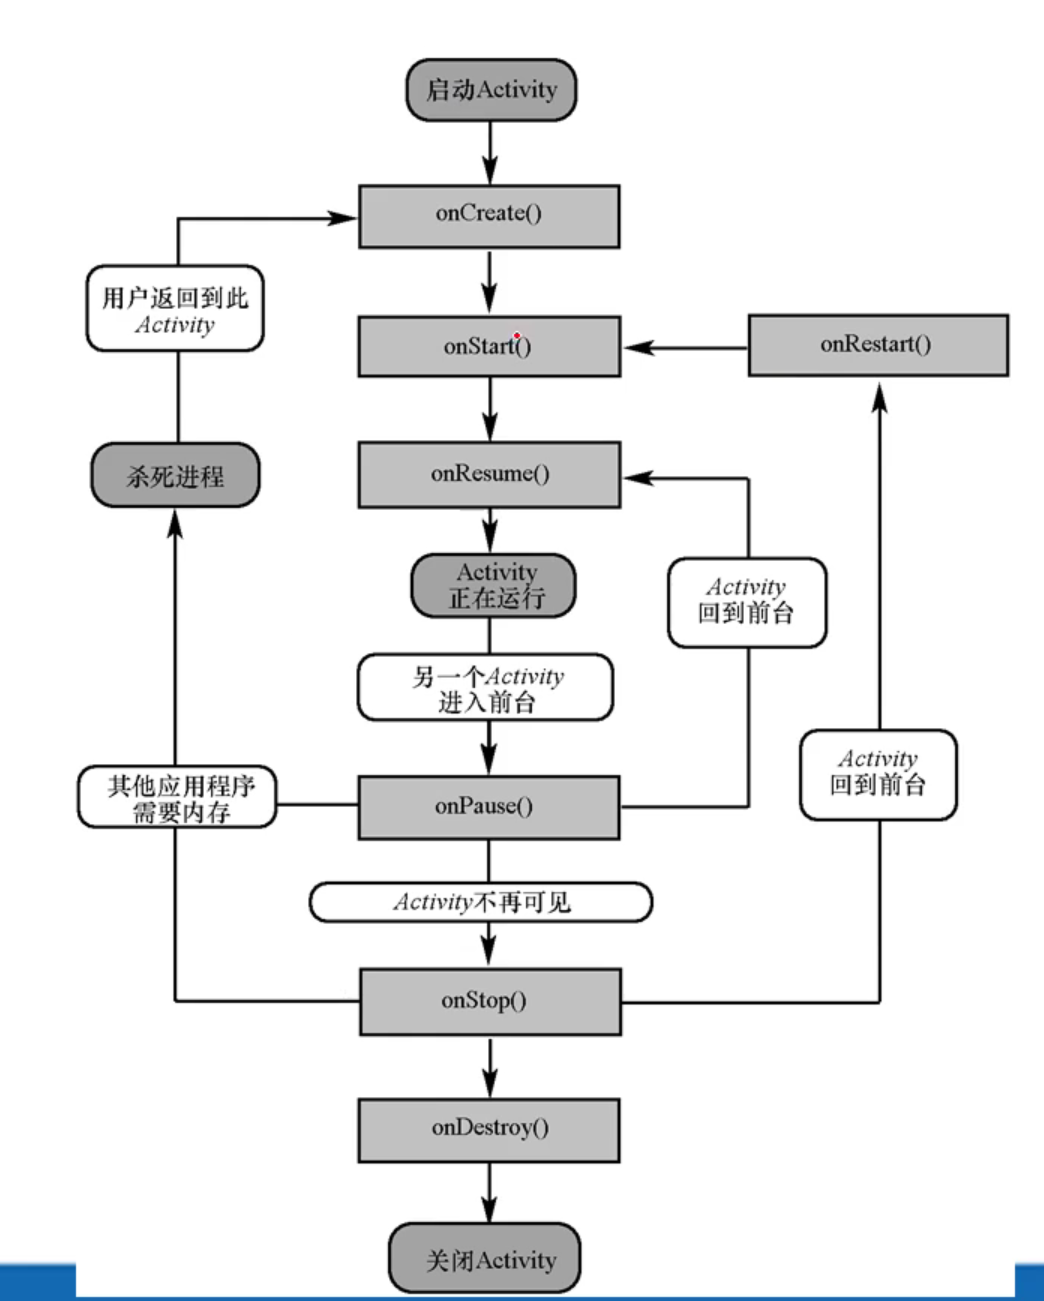 启动Activity
onCreate()
用户返回到此
Activity
onStart()
onRestart()
杀死进程
onResume()
Activity
正在运行
Activity
回到前台
另一个Activity
进入前台
Activity
回到前台
其他应用程序
需要内存
onPause()
Activity不再可见
onStop()
onDestroy()
关闭Activity